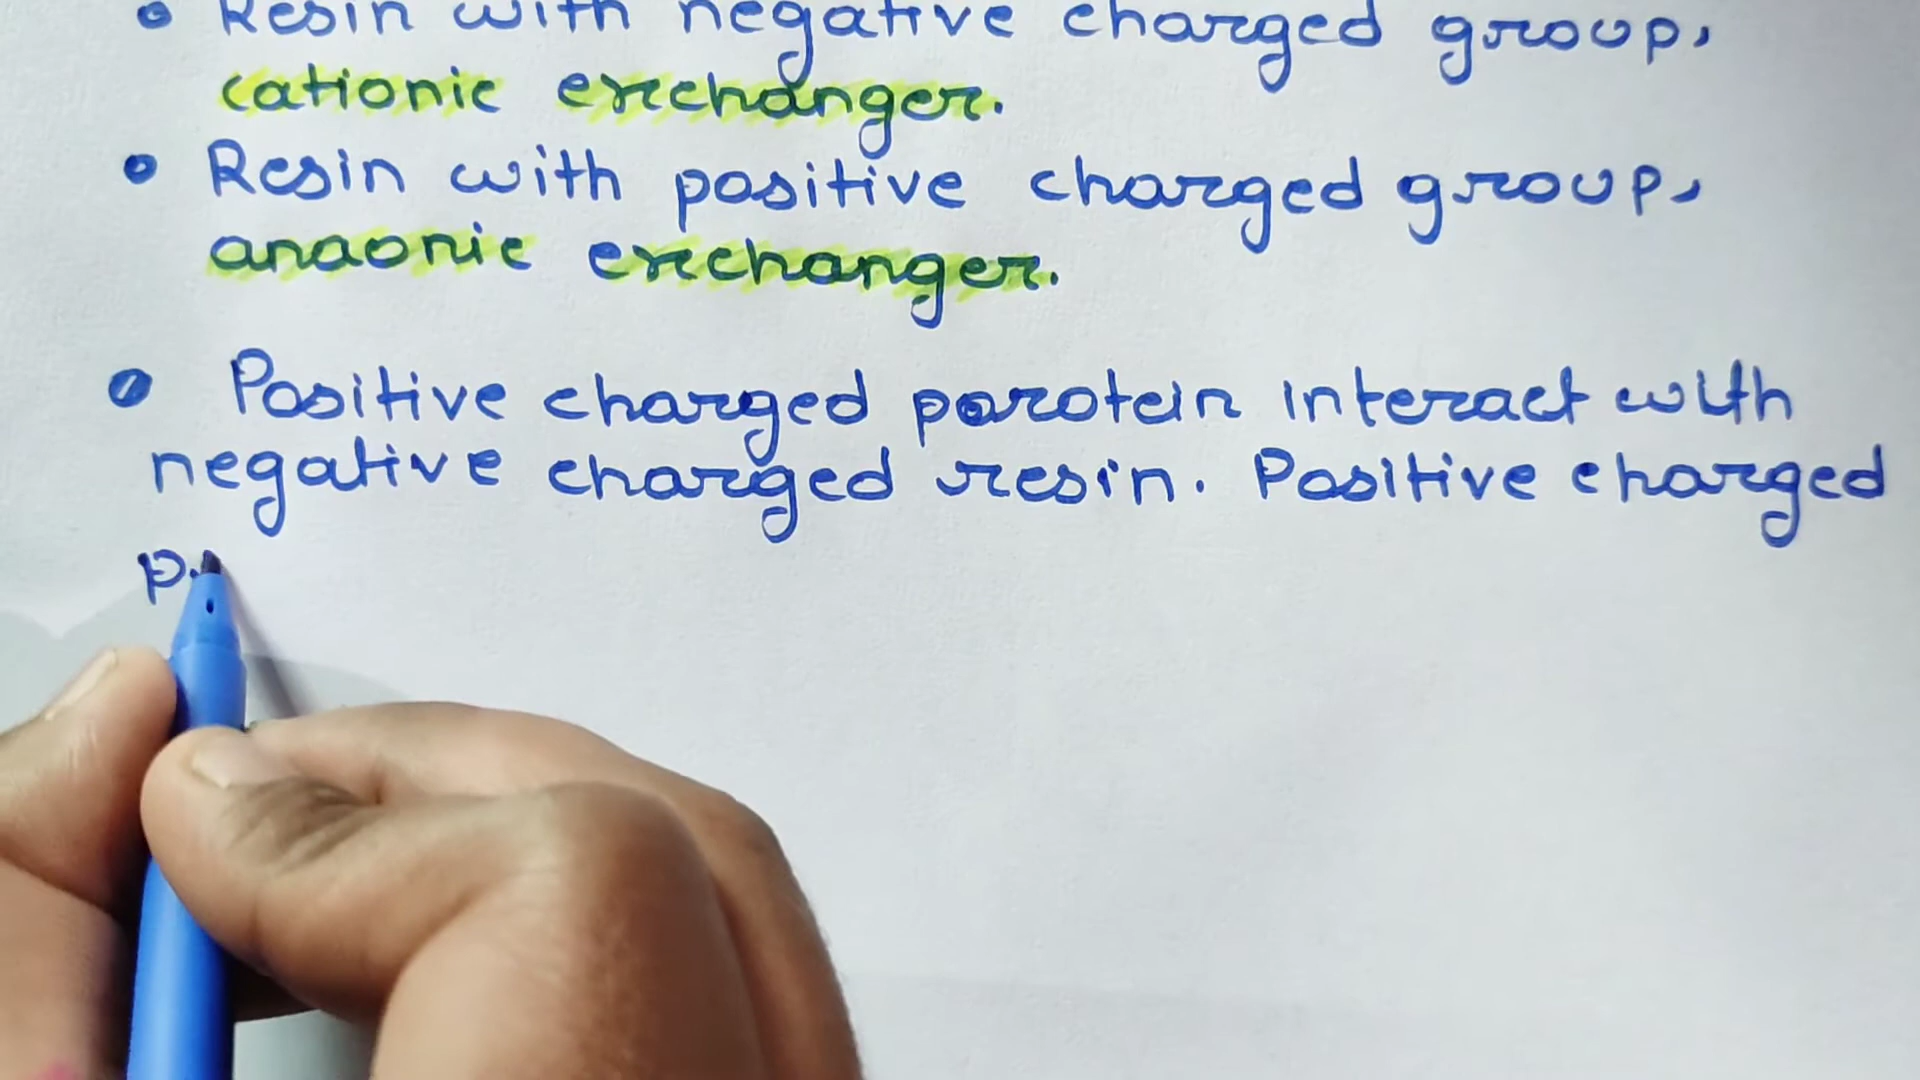 • Resin with negative charged group,
cationic exchanger.
• Resin with positive charged group,
anaonic exchanger.
• Positive charged protein interact with
negative charged resin. Positive charged
p